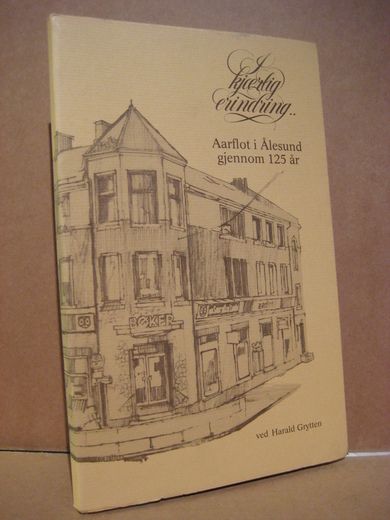 I
kjærlig
erindring..
Aarflot i Ålesund
gjennom 125 år
BØKER
ved Harald Grytten